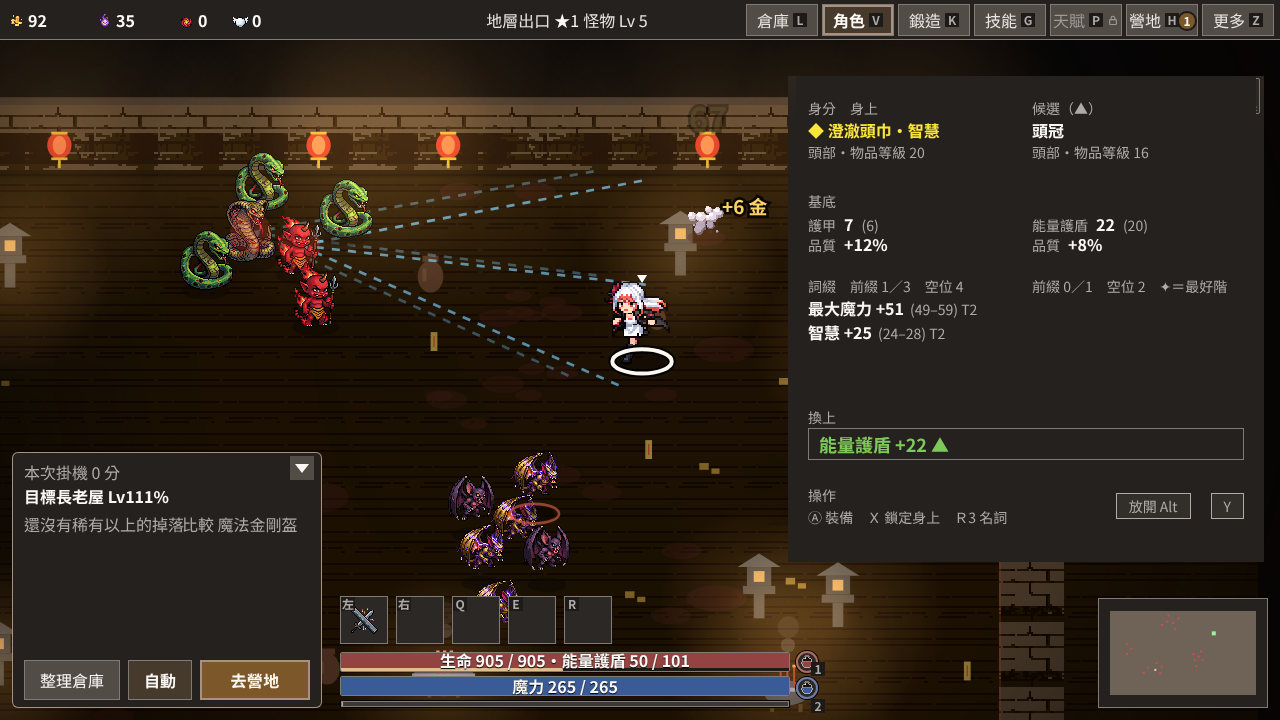 92 35 0 0 地層出口 ★1 怪物 Lv 5 倉庫 L 角色 V 鍛造 K 技能 G 天賦 P 營地 H 1 更多 Z
67
+6 金
身分 身上
◆ 澄澈頭巾・智慧
頭部・物品等級 20
候選（▲）
頭冠
頭部・物品等級 16
基底
護甲 7 (6)
品質 +12%
能量護盾 22 (20)
品質 +8%
詞綴 前綴 1／3 空位 4
最大魔力 +51 (49–59) T2
智慧 +25 (24–28) T2
前綴 0／1 空位 2 ✦＝最好階
換上
能量護盾 +22 ▲
操作
Ⓐ 裝備 X 鎖定身上 R3 名詞
放開 Alt Y
本次掛機 0 分
目標長老屋 Lv111%
還沒有稀有以上的掉落比較 魔法金剛盔
整理倉庫 自動 去營地
左 右 Q E R
生命 905 / 905・能量護盾 50 / 101
1
魔力 265 / 265
2